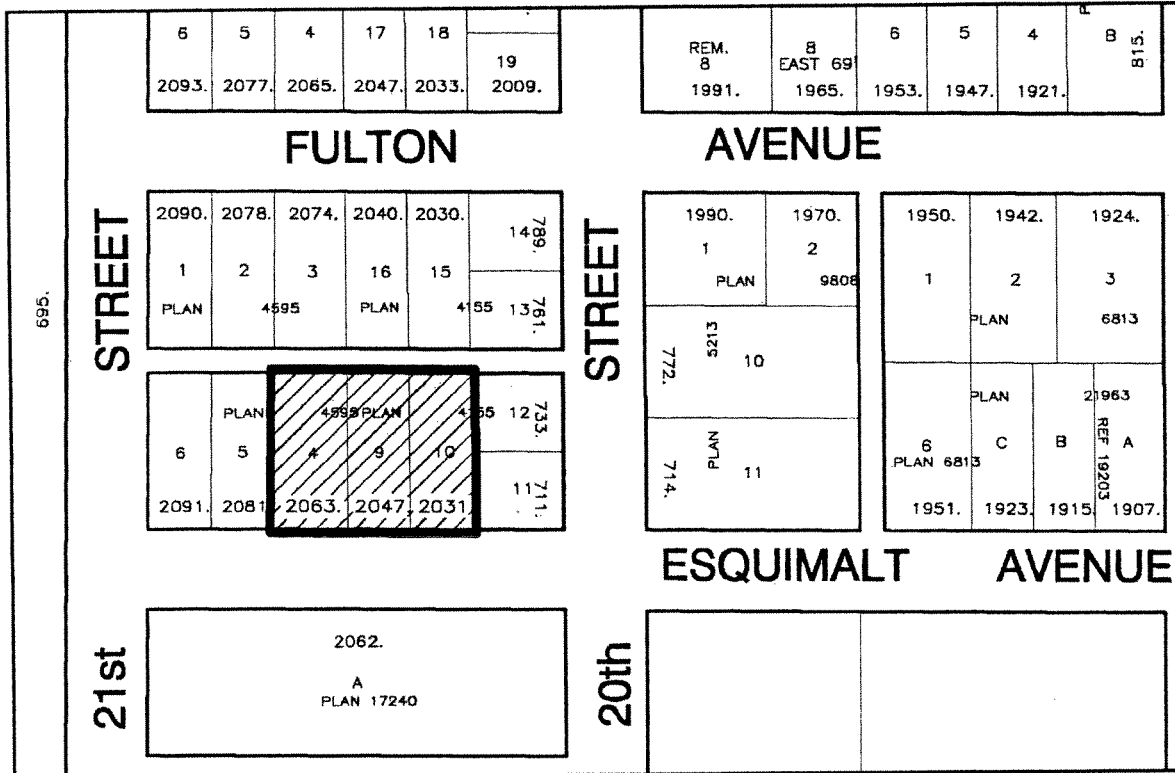 6 5 4 17 18
19
2093. 2077. 2065. 2047. 2033. 2009.
REM. 8 6 5 4 B
8 EAST 69'
1991. 1965. 1953. 1947. 1921.
815.
P
FULTON AVENUE
695.
STREET
2090. 2078. 2074. 2040. 2030.
1 2 3 16 15
14 789.
PLAN 4595 PLAN 4155 13 761.
STREET
1990. 1970.
1 2
PLAN 9808
772. 5213 10
714. PLAN 11
1950. 1942. 1924.
1 2 3
PLAN 6813
PLAN 21963
6 C B REF 19203 A
PLAN 6813
1951. 1923. 1915. 1907.
PLAN 4595 PLAN 4155 12 733.
6 5 4 9 10
11 711.
2091. 2081 2063. 2047. 2031
ESQUIMALT AVENUE
21st
2062.
A
PLAN 17240
20th